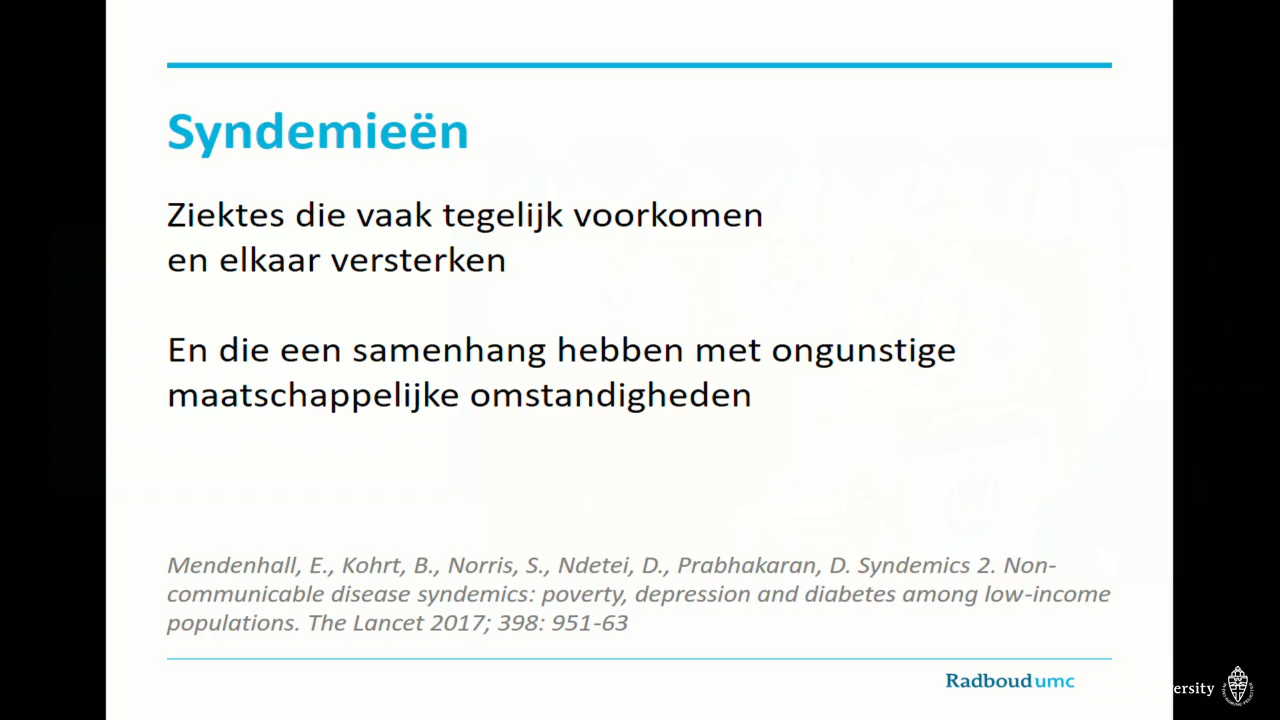 Syndemieën
Ziektes die vaak tegelijk voorkomen
en elkaar versterken
En die een samenhang hebben met ongunstige
maatschappelijke omstandigheden
Mendenhall, E., Kohrt, B., Norris, S., Ndetei, D., Prabhakaran, D. Syndemics 2. Non-
communicable disease syndemics: poverty, depression and diabetes among low-income
populations. The Lancet 2017; 398: 951-63
Radboudumc
ersity